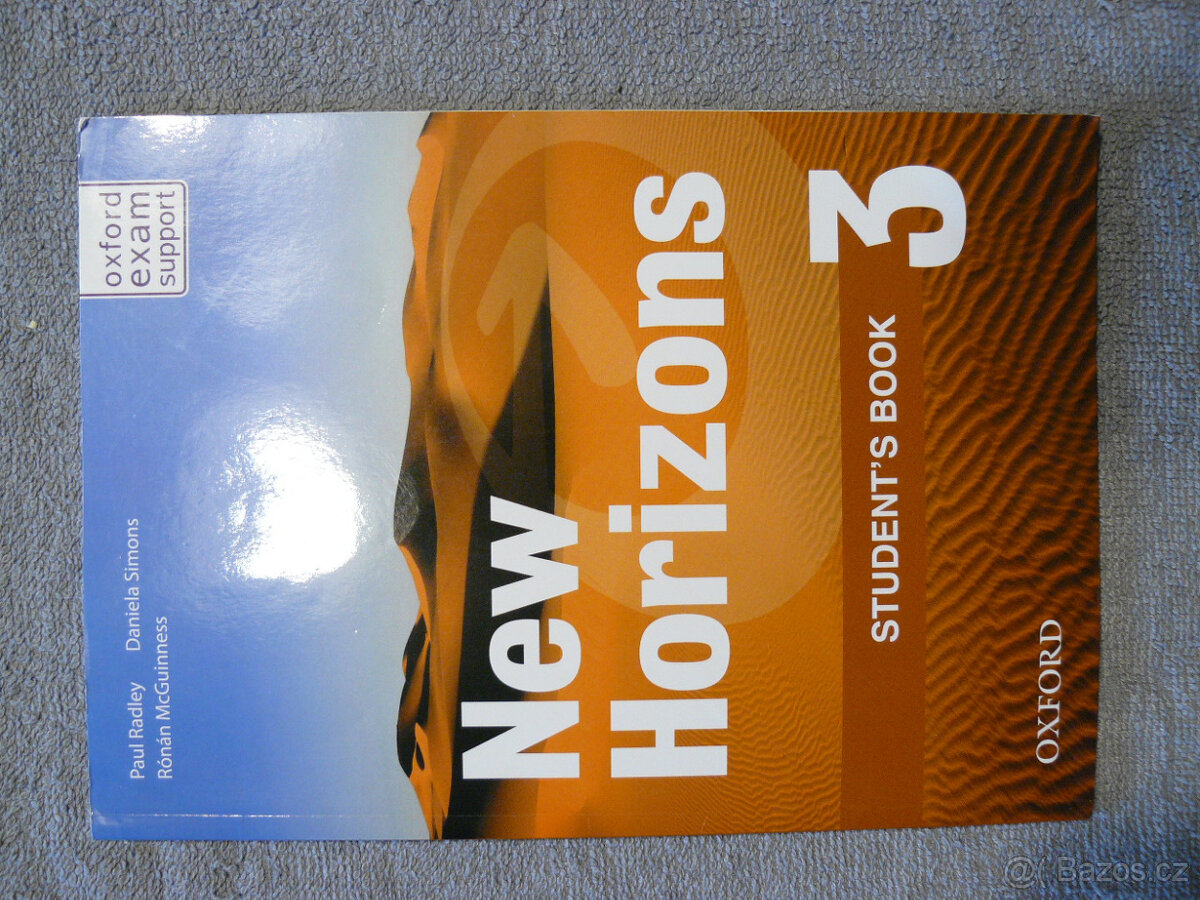 Paul Radley Daniela Simons
Rónán McGuinness
oxford
exam
support
New
Horizons
3
STUDENT'S BOOK
OXFORD
@( Bazos.cz